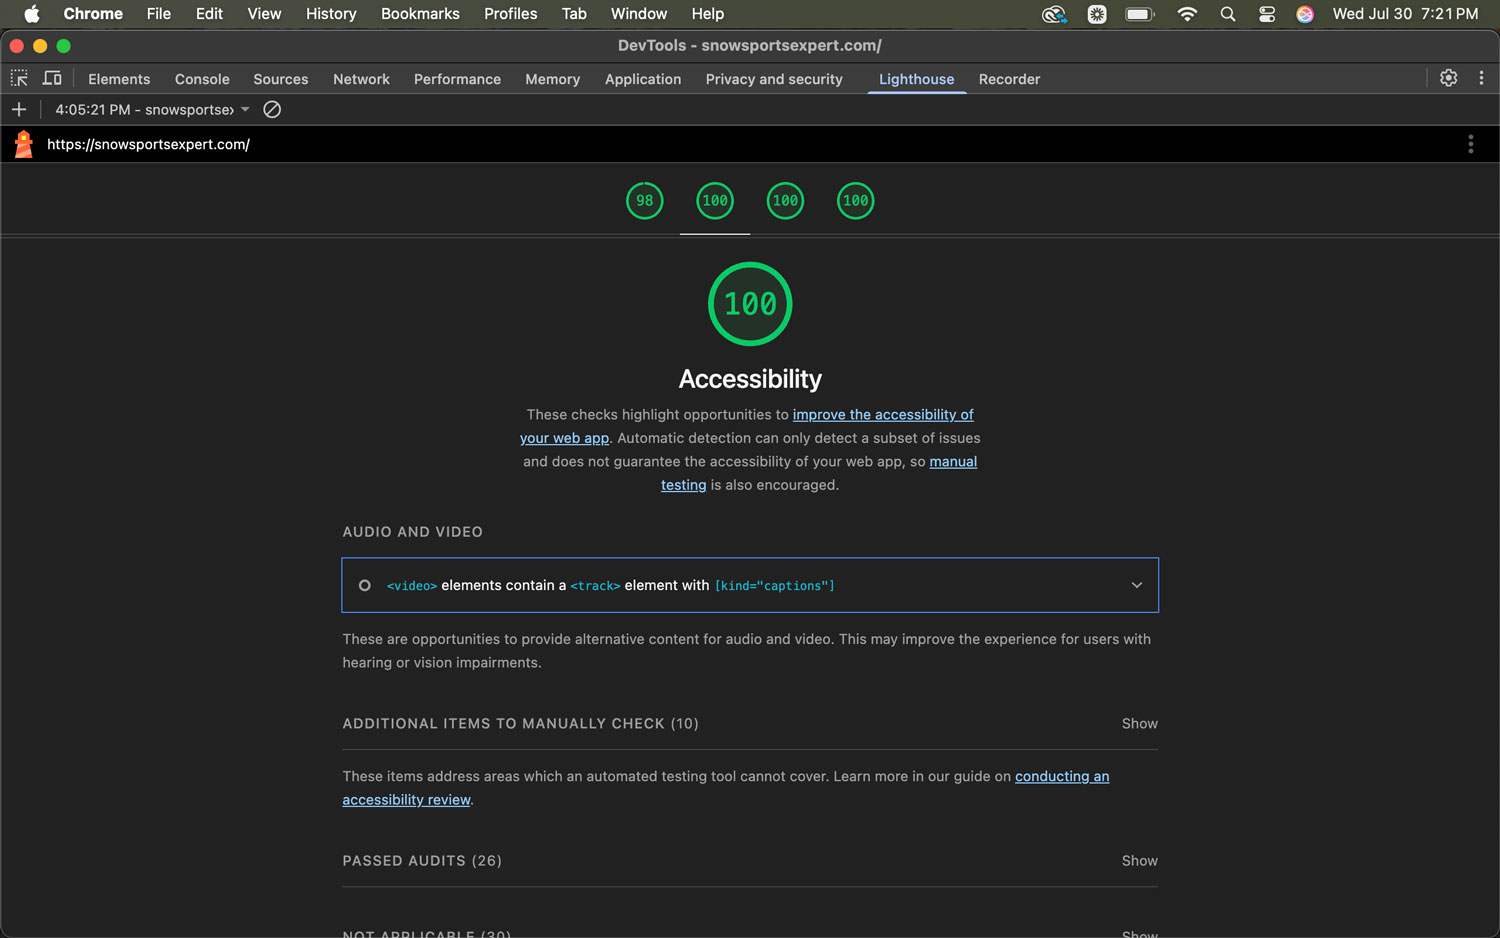 Chrome File Edit View History Bookmarks Profiles Tab Window Help Wed Jul 30 7:21 PM
DevTools - snowsportsexpert.com/
Elements Console Sources Network Performance Memory Application Privacy and security Lighthouse Recorder
4:05:21 PM - snowsportse
https://snowsportsexpert.com/
98 100 100 100
100
Accessibility
These checks highlight opportunities to improve the accessibility of
your web app. Automatic detection can only detect a subset of issues
and does not guarantee the accessibility of your web app, so manual
testing is also encouraged.
AUDIO AND VIDEO
<video> elements contain a <track> element with [kind="captions"]
These are opportunities to provide alternative content for audio and video. This may improve the experience for users with
hearing or vision impairments.
ADDITIONAL ITEMS TO MANUALLY CHECK (10) Show
These items address areas which an automated testing tool cannot cover. Learn more in our guide on conducting an
accessibility review.
PASSED AUDITS (26) Show
NOT APPLICABLE (30) Show